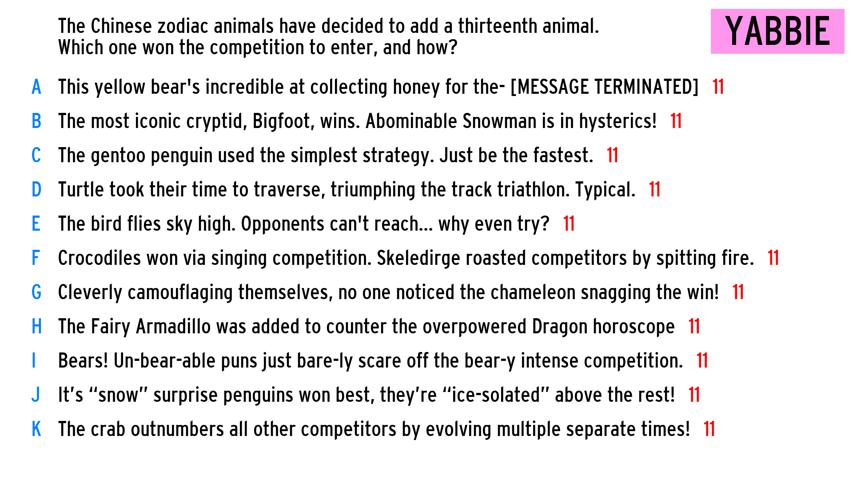 The Chinese zodiac animals have decided to add a thirteenth animal.
Which one won the competition to enter, and how?
YABBIE
A This yellow bear's incredible at collecting honey for the- [MESSAGE TERMINATED] 11
B The most iconic cryptid, Bigfoot, wins. Abominable Snowman is in hysterics! 11
C The gentoo penguin used the simplest strategy. Just be the fastest. 11
D Turtle took their time to traverse, triumphing the track triathlon. Typical. 11
E The bird flies sky high. Opponents can't reach... why even try? 11
F Crocodiles won via singing competition. Skeledirge roasted competitors by spitting fire. 11
G Cleverly camouflaging themselves, no one noticed the chameleon snagging the win! 11
H The Fairy Armadillo was added to counter the overpowered Dragon horoscope 11
I Bears! Un-bear-able puns just bare-ly scare off the bear-y intense competition. 11
J It's “snow” surprise penguins won best, they’re “ice-solated” above the rest! 11
K The crab outnumbers all other competitors by evolving multiple separate times! 11